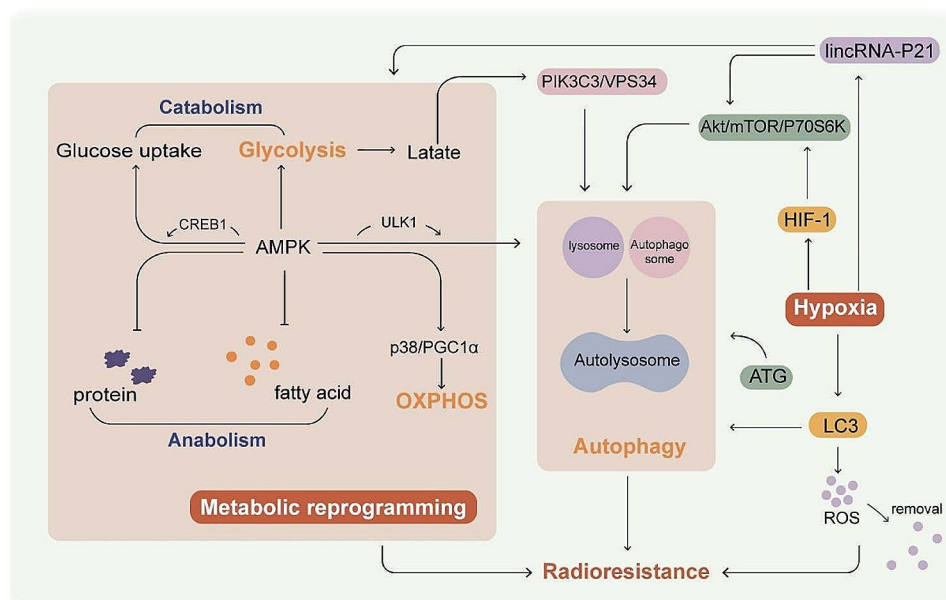 lincRNA-P21
PIK3C3/VPS34
Catabolism
Akt/mTOR/P70S6K
Glucose uptake
Glycolysis
Latate
HIF-1
CREB1
ULK1
AMPK
lysosome
Autophago
some
Hypoxia
p38/PGC1α
Autolysosome
ATG
protein
fatty acid
OXPHOS
LC3
Anabolism
Autophagy
Metabolic reprogramming
ROS
removal
Radioresistance